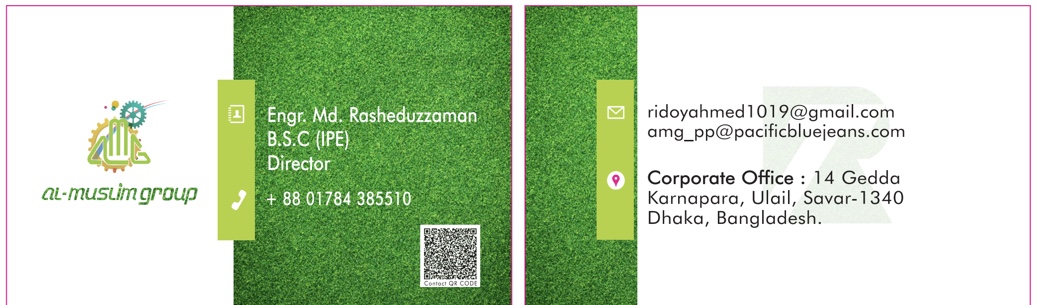 AL-MUSLIM GROUP
Engr. Md. Rasheduzzaman
B.S.C (IPE)
Director
+ 88 01784 385510
Contact QR CODE
ridoyahmed1019@gmail.com
amg_pp@pacificbluejeans.com
Corporate Office : 14 Gedda
Karnapara, Ulail, Savar-1340
Dhaka, Bangladesh.